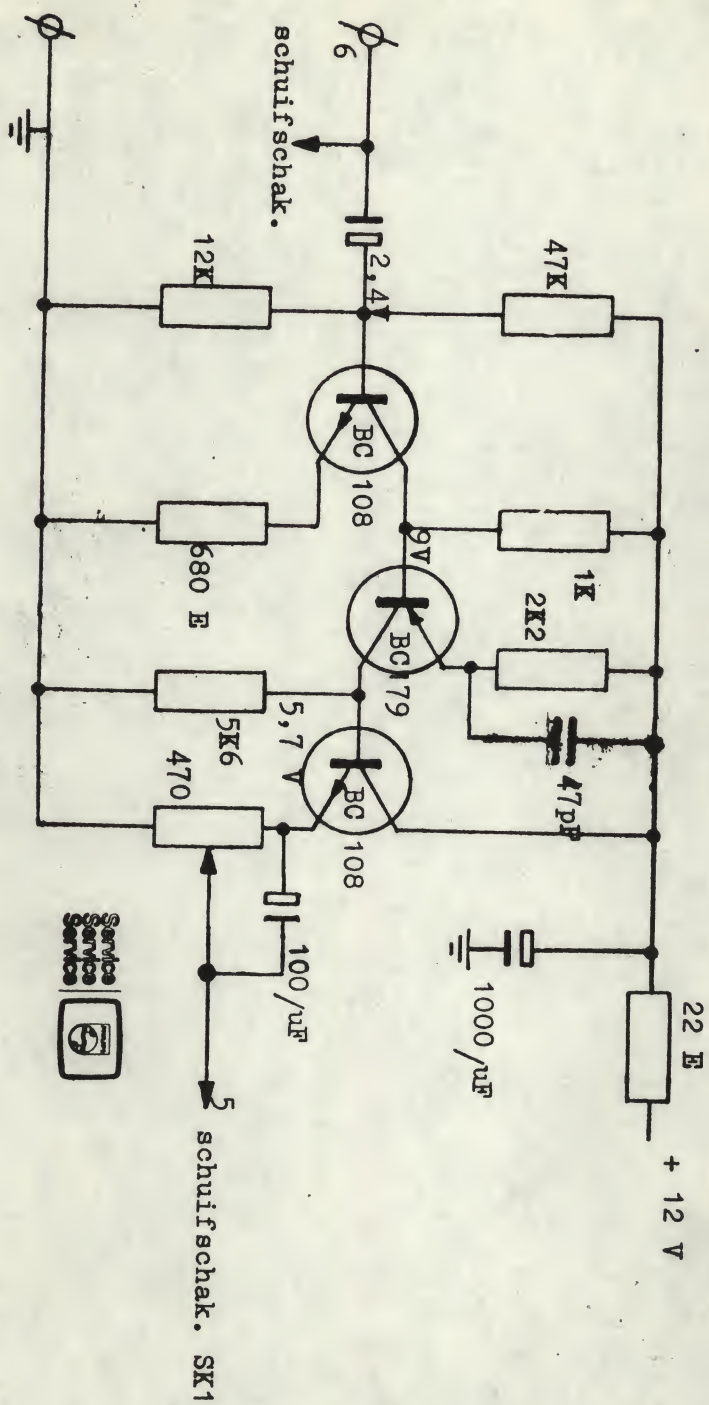 + 12 V
22 E
1000/uF
47K
1K
2K2
47pF
6
schuifschak.
2,4
9V
BC 108
BC179
5,7 V
BC 108
100/uF
5
schuifschak. SK1
12K
680 E
5K6
470
Service
Service
Service